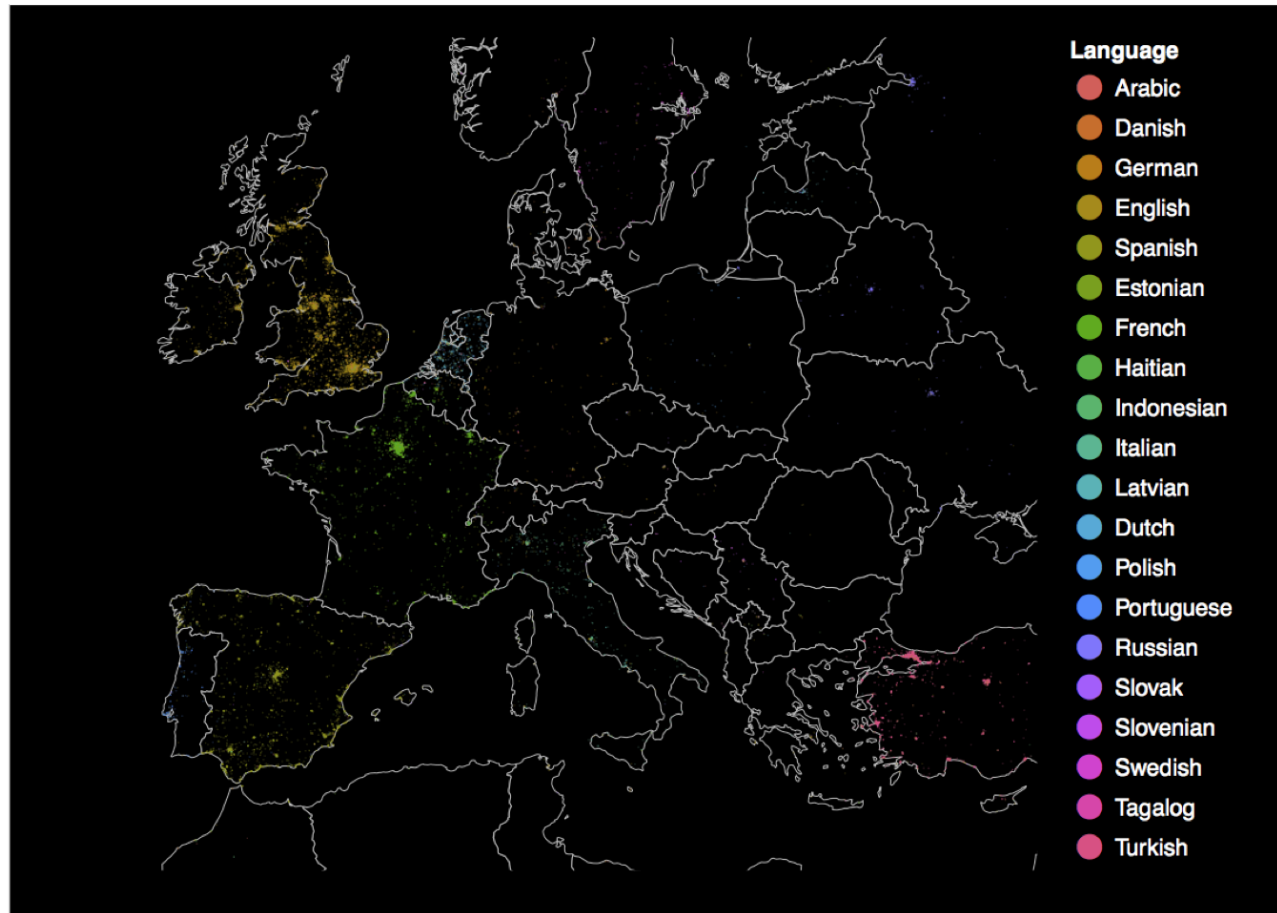 Language
Arabic
Danish
German
English
Spanish
Estonian
French
Haitian
Indonesian
Italian
Latvian
Dutch
Polish
Portuguese
Russian
Slovak
Slovenian
Swedish
Tagalog
Turkish